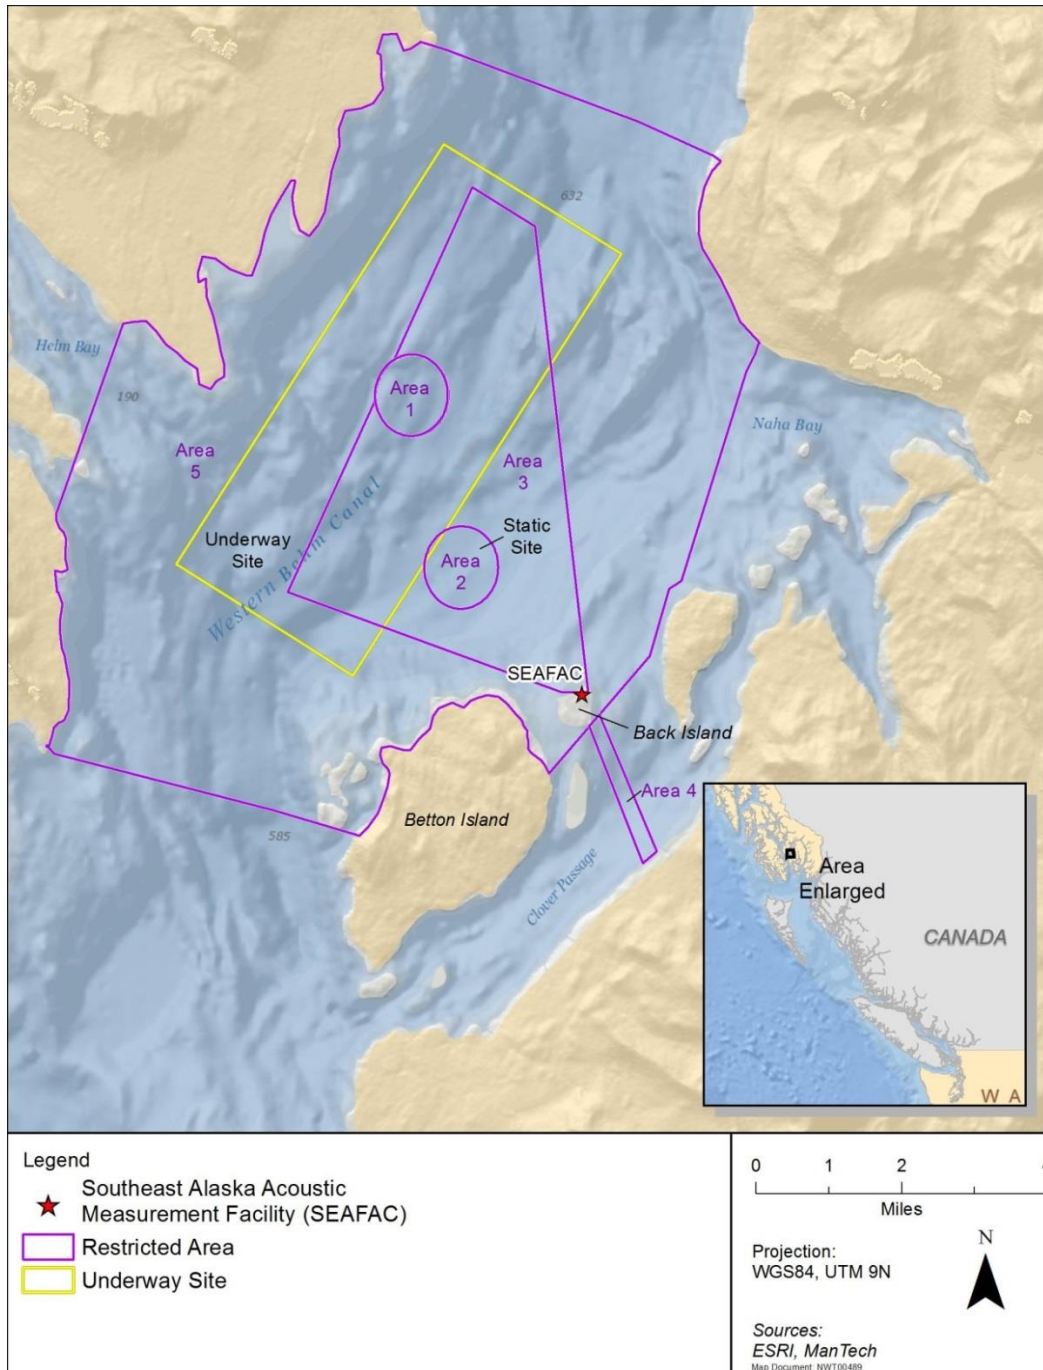 632
Helm Bay
190
Area
1
Naha Bay
Area
5
Area
3
Western Behm Canal
Underway
Site
Static
Site
Area
2
SEAFAC
Back Island
Area 4
Betton Island
585
Clover Passage
Area
Enlarged
CANADA
W A
Legend
Southeast Alaska Acoustic
Measurement Facility (SEAFAC)
Restricted Area
Underway Site
0 1 2 4
Miles
N
Projection:
WGS84, UTM 9N
Sources:
ESRI, ManTech
Map Document: NWT00489